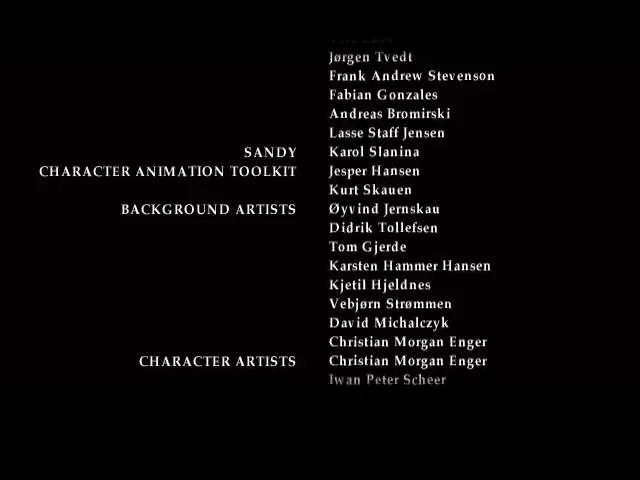 Jørgen Tvedt
Frank Andrew Stevenson
Fabian Gonzales
Andreas Bromirski
Lasse Staff Jensen
SANDY Karol Slanina
CHARACTER ANIMATION TOOLKIT Jesper Hansen
Kurt Skauen
BACKGROUND ARTISTS Øyvind Jernskau
Didrik Tollefsen
Tom Gjerde
Karsten Hammer Hansen
Kjetil Hjeldnes
Vebjørn Strømmen
David Michalczyk
Christian Morgan Enger
CHARACTER ARTISTS Christian Morgan Enger
Iwan Peter Scheer